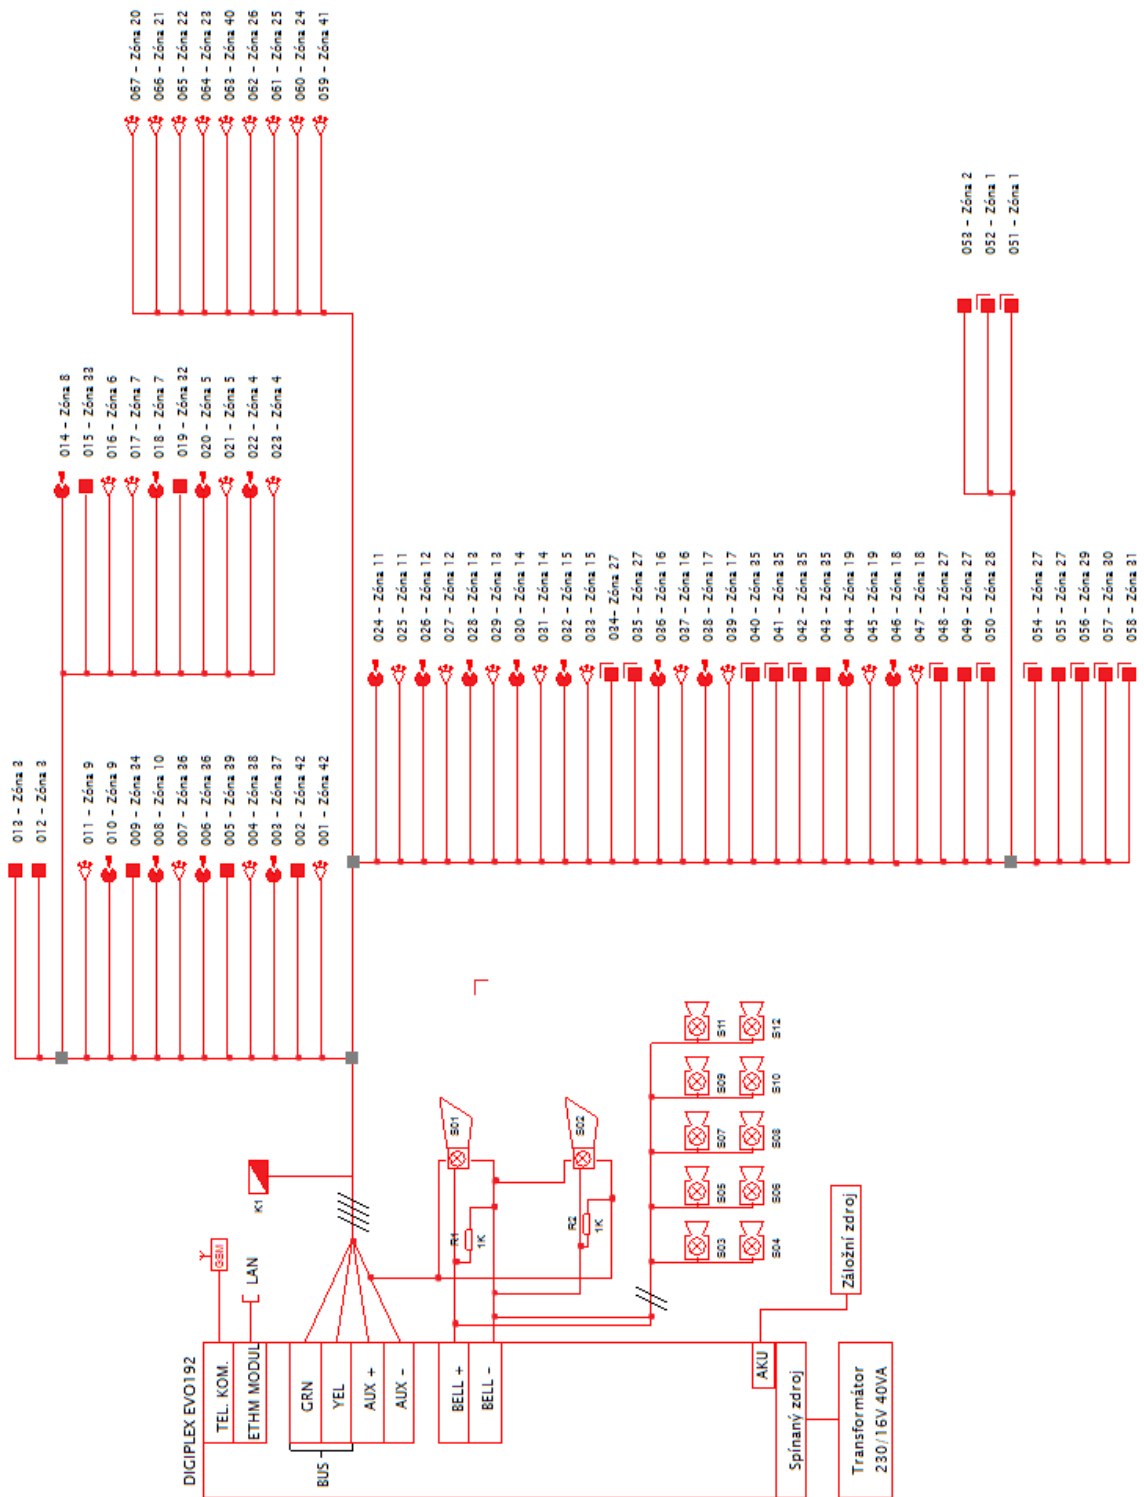 067 - Zóna 20
066 - Zóna 21
065 - Zóna 22
064 - Zóna 23
063 - Zóna 40
062 - Zóna 26
061 - Zóna 25
060 - Zóna 24
059 - Zóna 41
053 - Zóna 2
052 - Zóna 1
051 - Zóna 1
014 - Zóna 8
015 - Zóna 33
016 - Zóna 6
017 - Zóna 7
018 - Zóna 7
019 - Zóna 32
020 - Zóna 5
021 - Zóna 5
022 - Zóna 4
023 - Zóna 4
024 - Zóna 11
025 - Zóna 11
026 - Zóna 12
027 - Zóna 12
028 - Zóna 13
029 - Zóna 13
030 - Zóna 14
031 - Zóna 14
032 - Zóna 15
033 - Zóna 15
034- Zóna 27
035 - Zóna 27
036 - Zóna 16
037 - Zóna 16
038 - Zóna 17
039 - Zóna 17
040 - Zóna 35
041 - Zóna 35
042 - Zóna 35
043 - Zóna 35
044 - Zóna 19
045 - Zóna 19
046 - Zóna 18
047 - Zóna 18
048 - Zóna 27
049 - Zóna 27
050 - Zóna 28
054 - Zóna 27
055 - Zóna 27
056 - Zóna 29
057 - Zóna 30
058 - Zóna 31
013 - Zóna 3
012 - Zóna 3
011 - Zóna 9
010 - Zóna 9
009 - Zóna 34
008 - Zóna 10
007 - Zóna 36
006 - Zóna 36
005 - Zóna 39
004 - Zóna 38
003 - Zóna 37
002 - Zóna 42
001 - Zóna 42
K1
S01
S02
R1
1K
R2
1K
S11
S12
S09
S10
S07
S08
S05
S06
S03
S04
GSM
LAN
Záložní zdroj
DIGIPLEX EVO192
TEL. KOM.
ETHM MODUL
GRN
YEL
AUX +
AUX -
BUS
BELL +
BELL -
AKU
Spínaný zdroj
Transformátor
230/16V 40VA